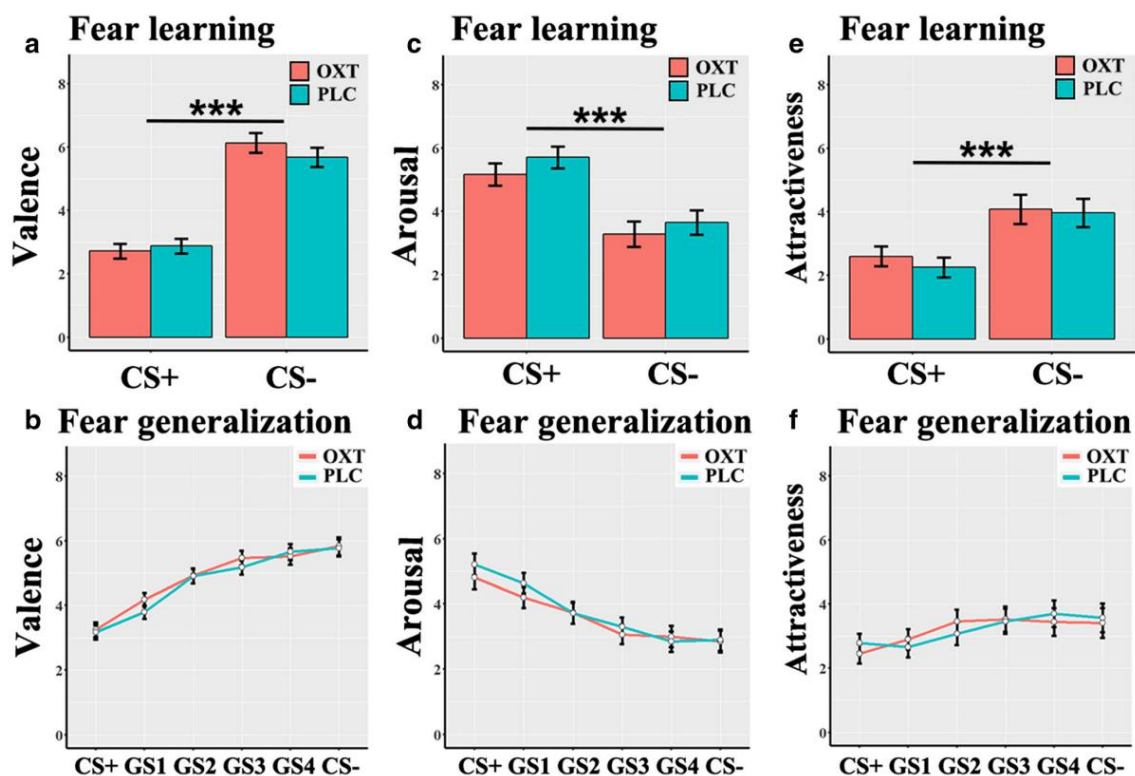 a Fear learning
OXT
PLC
Valence
8
6
4
2
0
***
CS+ CS-
c Fear learning
OXT
PLC
Arousal
8
6
4
2
0
***
CS+ CS-
e Fear learning
OXT
PLC
Attractiveness
8
6
4
2
0
***
CS+ CS-
b Fear generalization
OXT
PLC
Valence
8
6
4
2
0
CS+ GS1 GS2 GS3 GS4 CS-
d Fear generalization
OXT
PLC
Arousal
8
6
4
2
0
CS+ GS1 GS2 GS3 GS4 CS-
f Fear generalization
OXT
PLC
Attractiveness
8
6
4
2
0
CS+ GS1 GS2 GS3 GS4 CS-